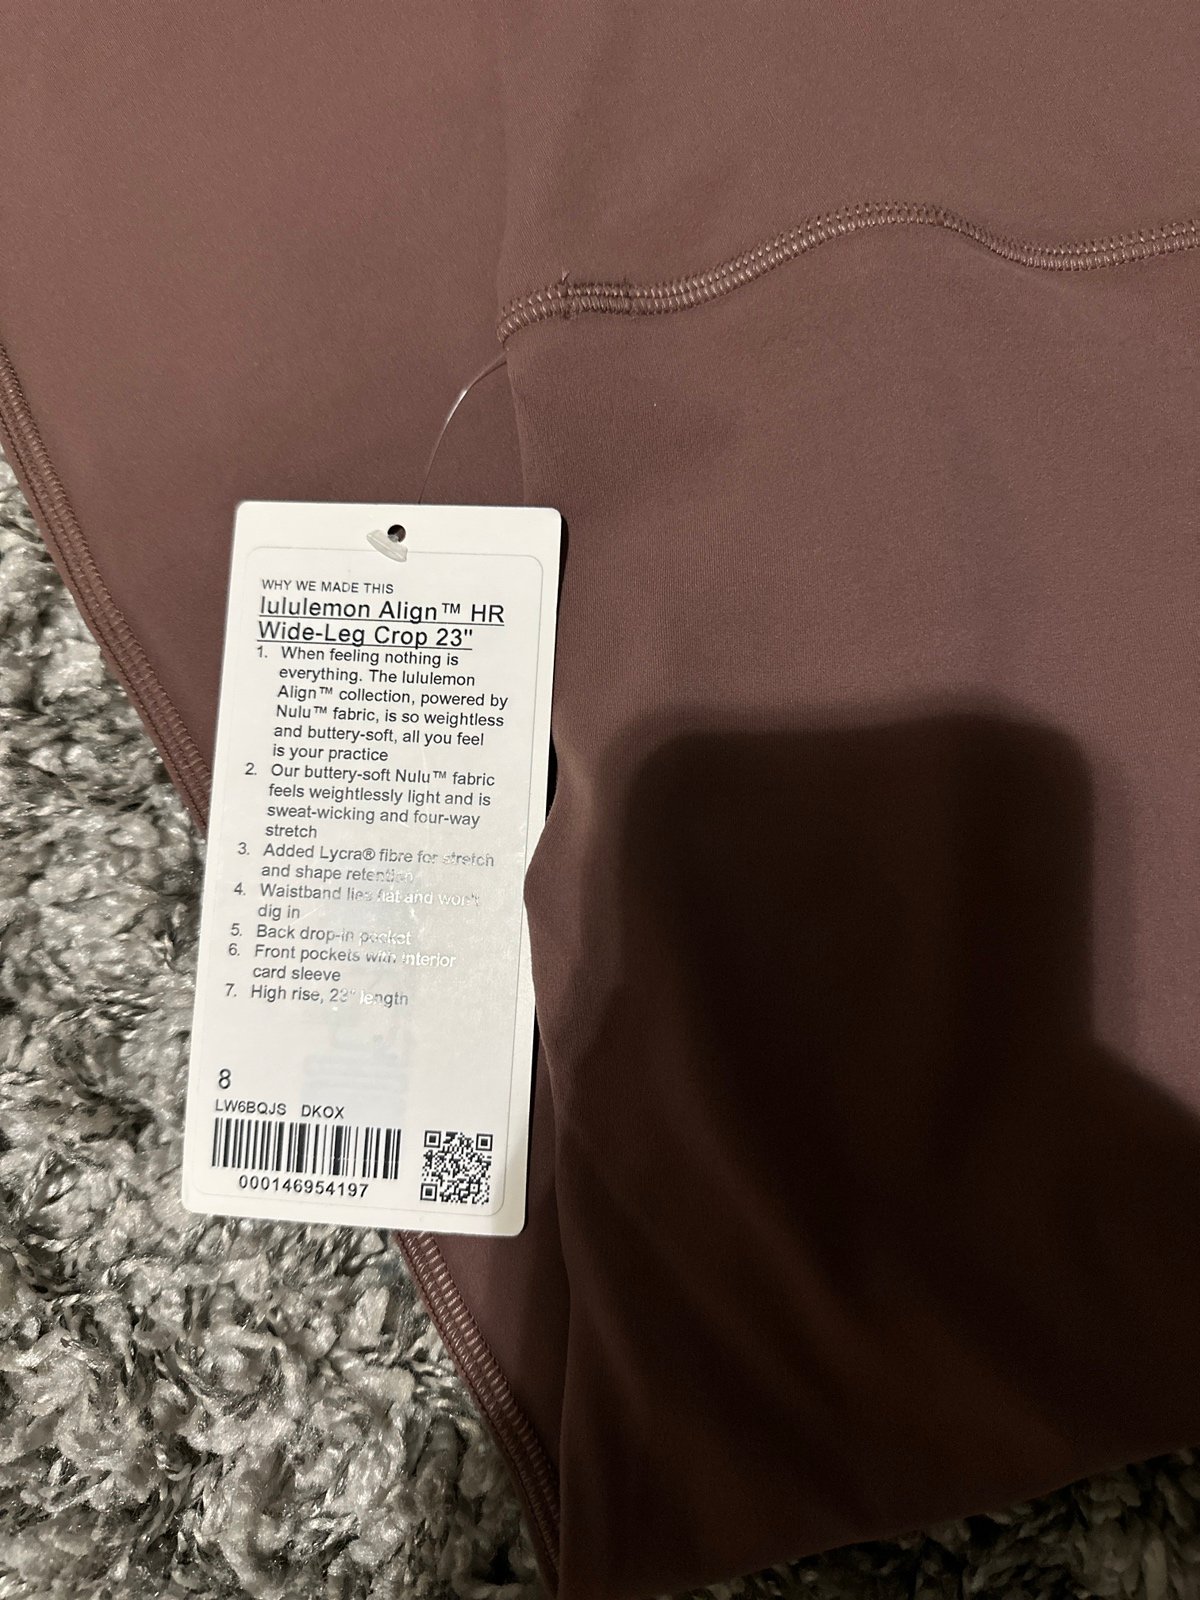 WHY WE MADE THIS
lululemon Align™ HR
Wide-Leg Crop 23"
1. When feeling nothing is
everything. The lululemon
Align™ collection, powered by
Nulu™ fabric, is so weightless
and buttery-soft, all you feel
is your practice
2. Our buttery-soft Nulu™ fabric
feels weightlessly light and is
sweat-wicking and four-way
stretch
3. Added Lycra® fibre for stretch
and shape retention
4. Waistband lies flat and won't
dig in
5. Back drop-in pocket
6. Front pockets with interior
card sleeve
7. High rise, 23" length
8
LW6BQJS DKOX
000146954197